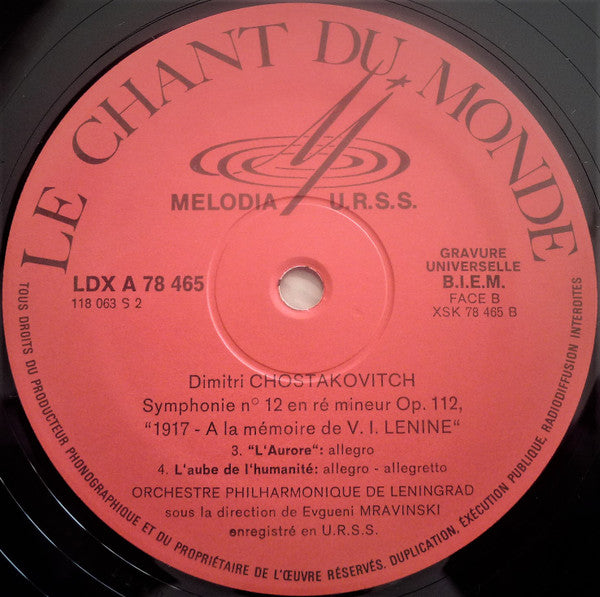 LE CHANT DU MONDE
MELODIA U.R.S.S.
LDX A 78 465
118 063 S 2
GRAVURE
UNIVERSELLE
B.I.E.M.
FACE B
XSK 78 465 B
Dimitri CHOSTAKOVITCH
Symphonie n° 12 en ré mineur Op. 112,
"1917 - A la mémoire de V. I. LENINE"
3. "L'Aurore": allegro
4. L'aube de l'humanité: allegro - allegretto
ORCHESTRE PHILHARMONIQUE DE LENINGRAD
sous la direction de Evgueni MRAVINSKI
enregistré en U.R.S.S.
TOUS DROITS DU PRODUCTEUR PHONOGRAPHIQUE ET DU PROPRIÉTAIRE DE L'ŒUVRE RÉSERVÉS. DUPLICATION, EXÉCUTION PUBLIQUE, RADIODIFFUSION INTERDITES